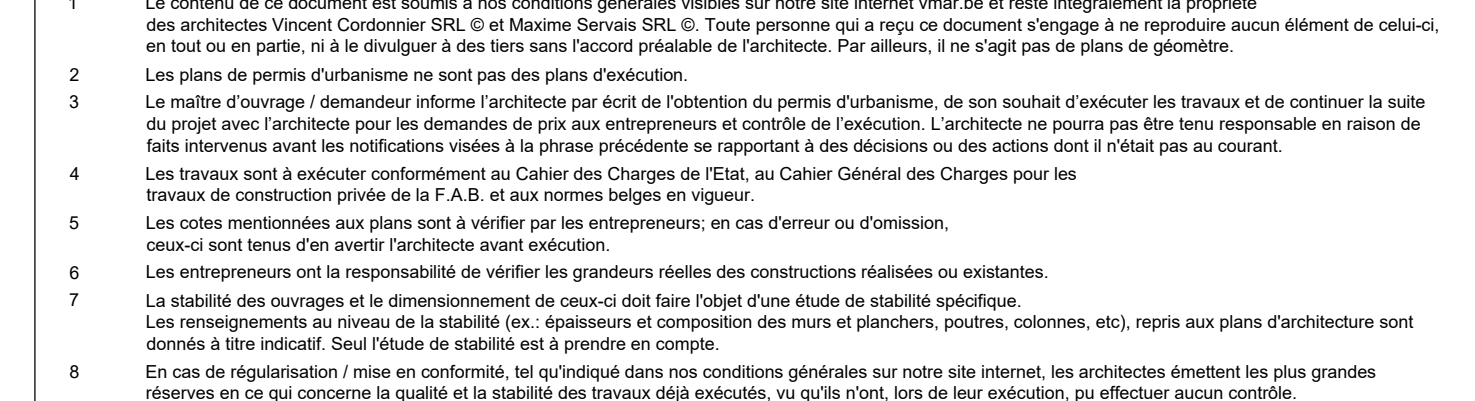 1 Le contenu de ce document est soumis à nos conditions générales visibles sur notre site internet vmar.be et reste intégralement la propriété
des architectes Vincent Cordonnier SRL © et Maxime Servais SRL ©. Toute personne qui a reçu ce document s'engage à ne reproduire aucun élément de celui-ci,
en tout ou en partie, ni à le divulguer à des tiers sans l'accord préalable de l'architecte. Par ailleurs, il ne s'agit pas de plans de géomètre.
2 Les plans de permis d'urbanisme ne sont pas des plans d'exécution.
3 Le maître d’ouvrage / demandeur informe l’architecte par écrit de l'obtention du permis d'urbanisme, de son souhait d’exécuter les travaux et de continuer la suite
du projet avec l’architecte pour les demandes de prix aux entrepreneurs et contrôle de l’exécution. L’architecte ne pourra pas être tenu responsable en raison de
faits intervenus avant les notifications visées à la phrase précédente se rapportant à des décisions ou des actions dont il n'était pas au courant.
4 Les travaux sont à exécuter conformément au Cahier des Charges de l'Etat, au Cahier Général des Charges pour les
travaux de construction privée de la F.A.B. et aux normes belges en vigueur.
5 Les cotes mentionnées aux plans sont à vérifier par les entrepreneurs; en cas d'erreur ou d'omission,
ceux-ci sont tenus d'en avertir l'architecte avant exécution.
6 Les entrepreneurs ont la responsabilité de vérifier les grandeurs réelles des constructions réalisées ou existantes.
7 La stabilité des ouvrages et le dimensionnement de ceux-ci doit faire l'objet d'une étude de stabilité spécifique.
Les renseignements au niveau de la stabilité (ex.: épaisseurs et composition des murs et planchers, poutres, colonnes, etc), repris aux plans d'architecture sont
donnés à titre indicatif. Seul l'étude de stabilité est à prendre en compte.
8 En cas de régularisation / mise en conformité, tel qu'indiqué dans nos conditions générales sur notre site internet, les architectes émettent les plus grandes
réserves en ce qui concerne la qualité et la stabilité des travaux déjà exécutés, vu qu'ils n'ont, lors de leur exécution, pu effectuer aucun contrôle.